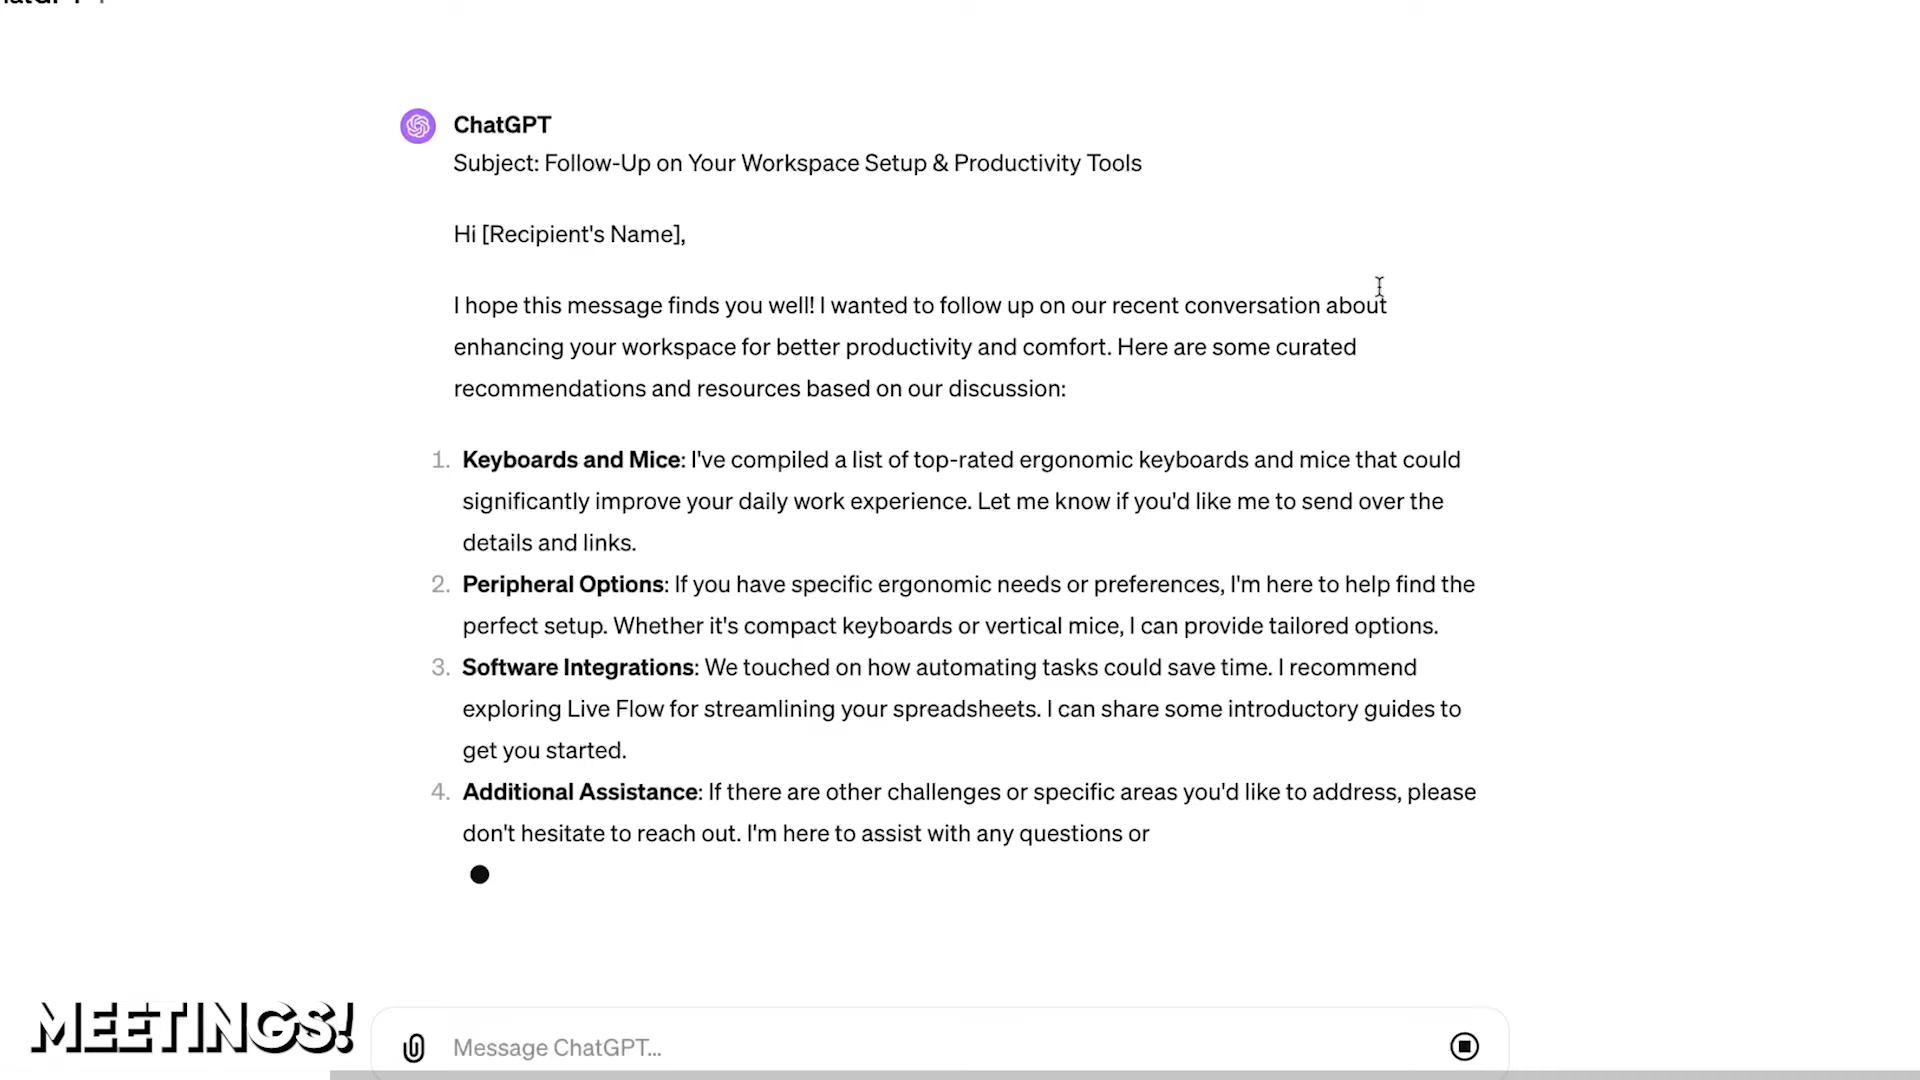 ChatGPT
Subject: Follow-Up on Your Workspace Setup & Productivity Tools
Hi [Recipient's Name],
I hope this message finds you well! I wanted to follow up on our recent conversation about
enhancing your workspace for better productivity and comfort. Here are some curated
recommendations and resources based on our discussion:
1. Keyboards and Mice: I've compiled a list of top-rated ergonomic keyboards and mice that could
significantly improve your daily work experience. Let me know if you'd like me to send over the
details and links.
2. Peripheral Options: If you have specific ergonomic needs or preferences, I'm here to help find the
perfect setup. Whether it's compact keyboards or vertical mice, I can provide tailored options.
3. Software Integrations: We touched on how automating tasks could save time. I recommend
exploring Live Flow for streamlining your spreadsheets. I can share some introductory guides to
get you started.
4. Additional Assistance: If there are other challenges or specific areas you'd like to address, please
don't hesitate to reach out. I'm here to assist with any questions or
MEETINGS!
Message ChatGPT...